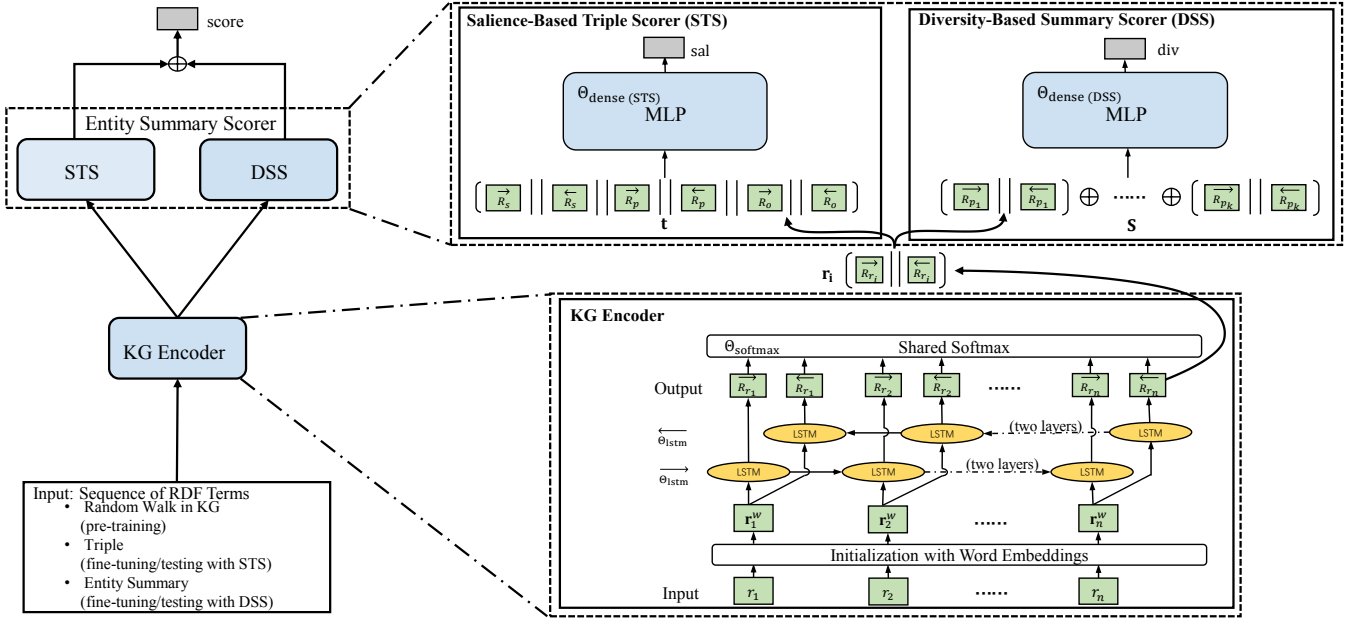 score
Entity Summary Scorer
STS
DSS
KG Encoder
Input: Sequence of RDF Terms
• Random Walk in KG
(pre-training)
• Triple
(fine-tuning/testing with STS)
• Entity Summary
(fine-tuning/testing with DSS)
Salience-Based Triple Scorer (STS)
sal
Θdense (STS)
MLP
( →Rs || ←Rs || →Rp || ←Rp || →Ro || ←Ro )
t
Diversity-Based Summary Scorer (DSS)
div
Θdense (DSS)
MLP
( →Rp1 || ←Rp1 ) ⊕ ...... ⊕ ( →Rpk || ←Rpk )
S
ri ( →Rri || ←Rri )
KG Encoder
Θsoftmax Shared Softmax
Output →Rr1 ←Rr1 →Rr2 ←Rr2 ...... →Rrn ←Rrn
←Θlstm LSTM LSTM (two layers) LSTM
→Θlstm LSTM LSTM (two layers) LSTM
r1^w r2^w ...... rn^w
Initialization with Word Embeddings
Input r1 r2 ...... rn